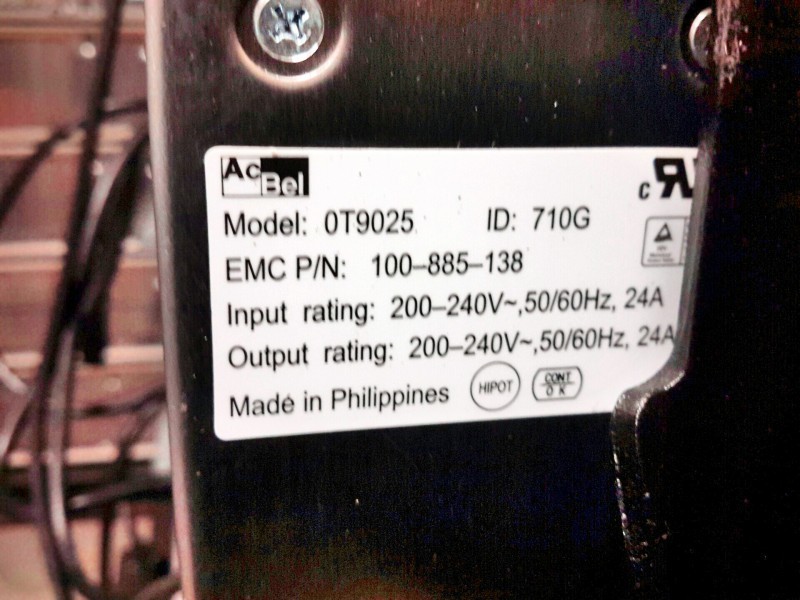 AcBel
Model: 0T9025 ID: 710G
EMC P/N: 100–885–138
Input rating: 200–240V~,50/60Hz, 24A
Output rating: 200–240V~,50/60Hz, 24A
Made in Philippines HIPOT CONT OK